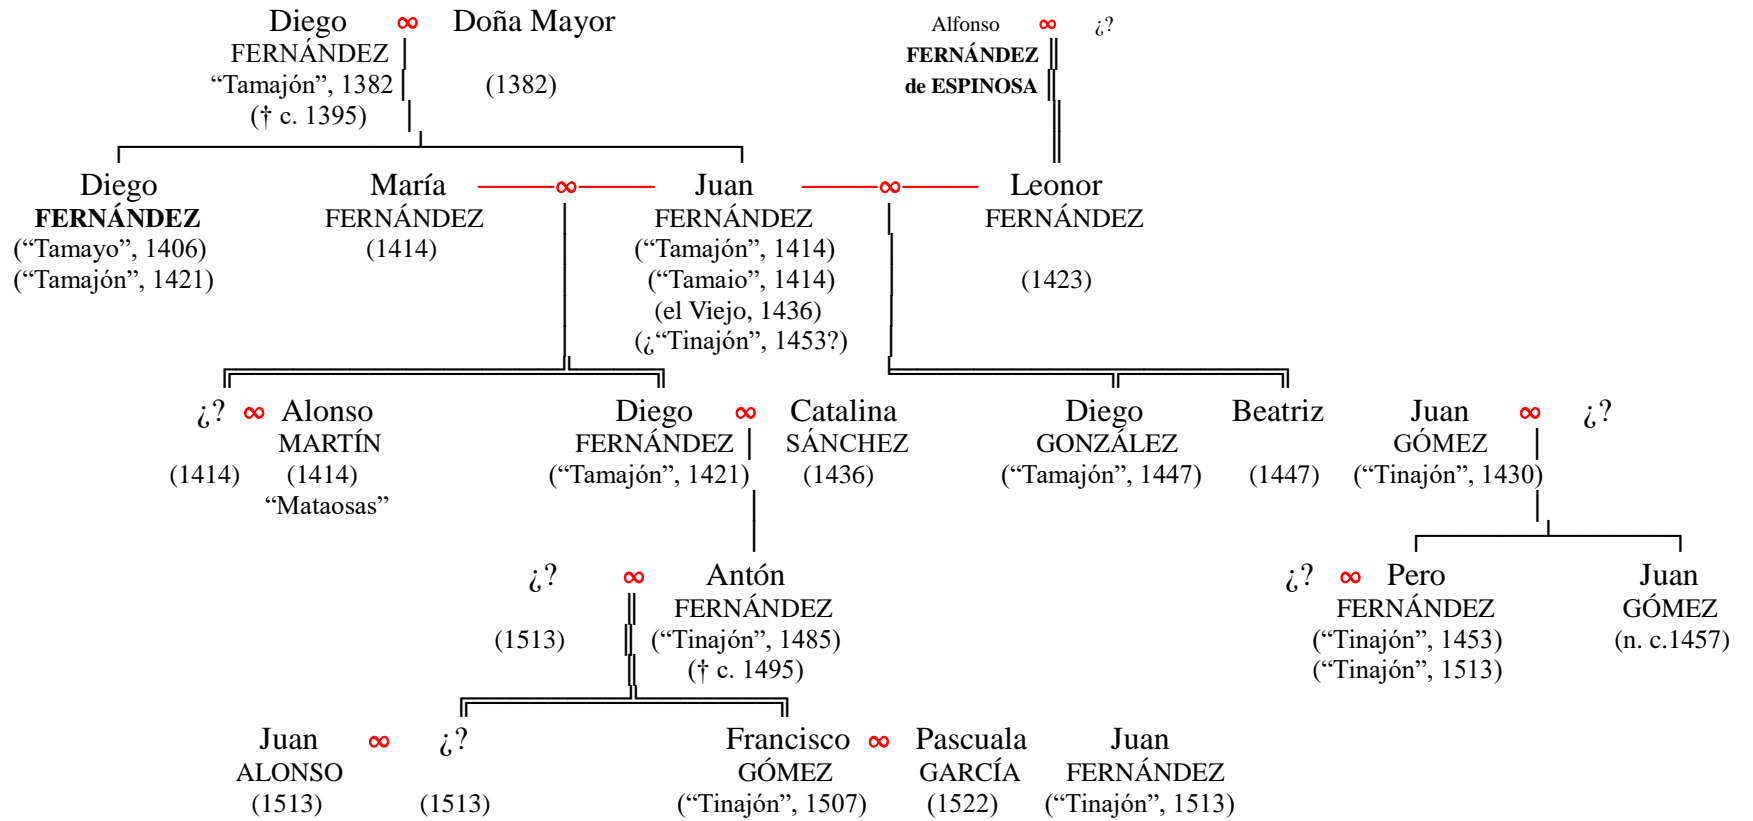 Diego ∞ Doña Mayor Alfonso ∞ ¿?
FERNÁNDEZ FERNÁNDEZ
“Tamajón”, 1382 (1382) de ESPINOSA
(† c. 1395)
Diego María ∞ Juan ∞ Leonor
FERNÁNDEZ FERNÁNDEZ FERNÁNDEZ FERNÁNDEZ
(“Tamayo”, 1406) (1414) (“Tamajón”, 1414)
(“Tamajón”, 1421) (“Tamaio”, 1414) (1423)
(el Viejo, 1436)
(¿“Tinajón”, 1453?)
¿? ∞ Alonso Diego ∞ Catalina Diego Beatriz Juan ∞ ¿?
MARTÍN FERNÁNDEZ SÁNCHEZ GONZÁLEZ GÓMEZ
(1414) (1414) (“Tamajón”, 1421) (1436) (“Tamajón”, 1447) (1447) (“Tinajón”, 1430)
“Mataosas”
¿? ∞ Antón ¿? ∞ Pero Juan
FERNÁNDEZ FERNÁNDEZ GÓMEZ
(1513) (“Tinajón”, 1485) (“Tinajón”, 1453) (n. c.1457)
(† c. 1495) (“Tinajón”, 1513)
Juan ∞ ¿? Francisco ∞ Pascuala Juan
ALONSO GÓMEZ GARCÍA FERNÁNDEZ
(1513) (1513) (“Tinajón”, 1507) (1522) (“Tinajón”, 1513)